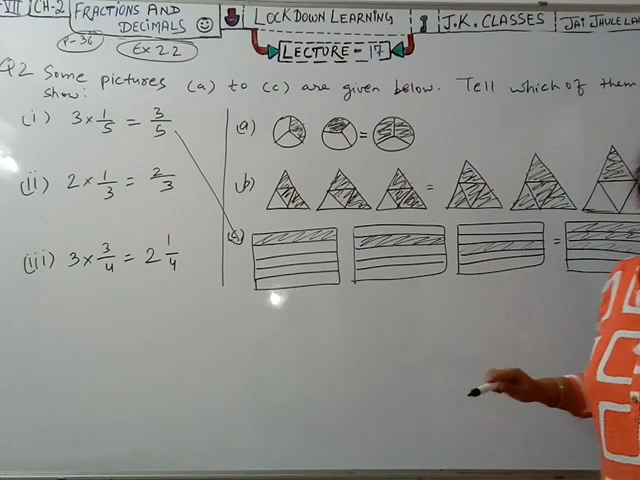 VII CH-2 FRACTIONS AND DECIMALS LOCKDOWN LEARNING J.K. CLASSES JAI JHULELA
P-36 Ex 2.2 LECTURE - 17
Q2 Some pictures (a) to (c) are given below. Tell which of them
show:
(i) 3 × 1/5 = 3/5 (a) =
(ii) 2 × 1/3 = 2/3 b) =
(iii) 3 × 3/4 = 2 1/4 c) =